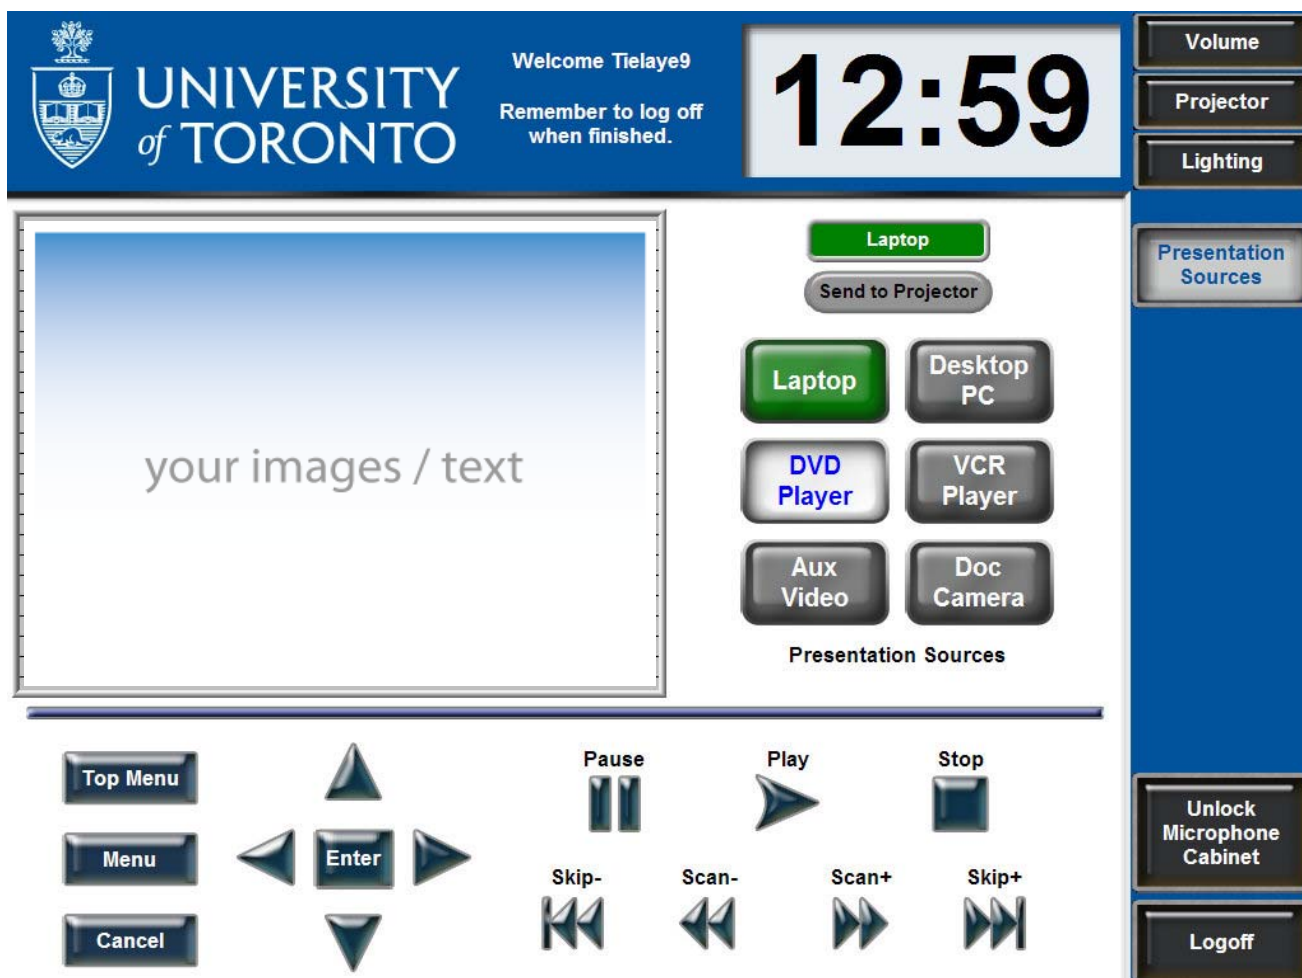 UNIVERSITY
of TORONTO
Welcome Tielaye9
Remember to log off
when finished.
12:59
Volume
Projector
Lighting
Presentation
Sources
your images / text
Laptop
Send to Projector
Laptop
Desktop
PC
DVD
Player
VCR
Player
Aux
Video
Doc
Camera
Presentation Sources
Top Menu
Menu
Cancel
Enter
Pause
Play
Stop
Skip-
Scan-
Scan+
Skip+
Unlock
Microphone
Cabinet
Logoff